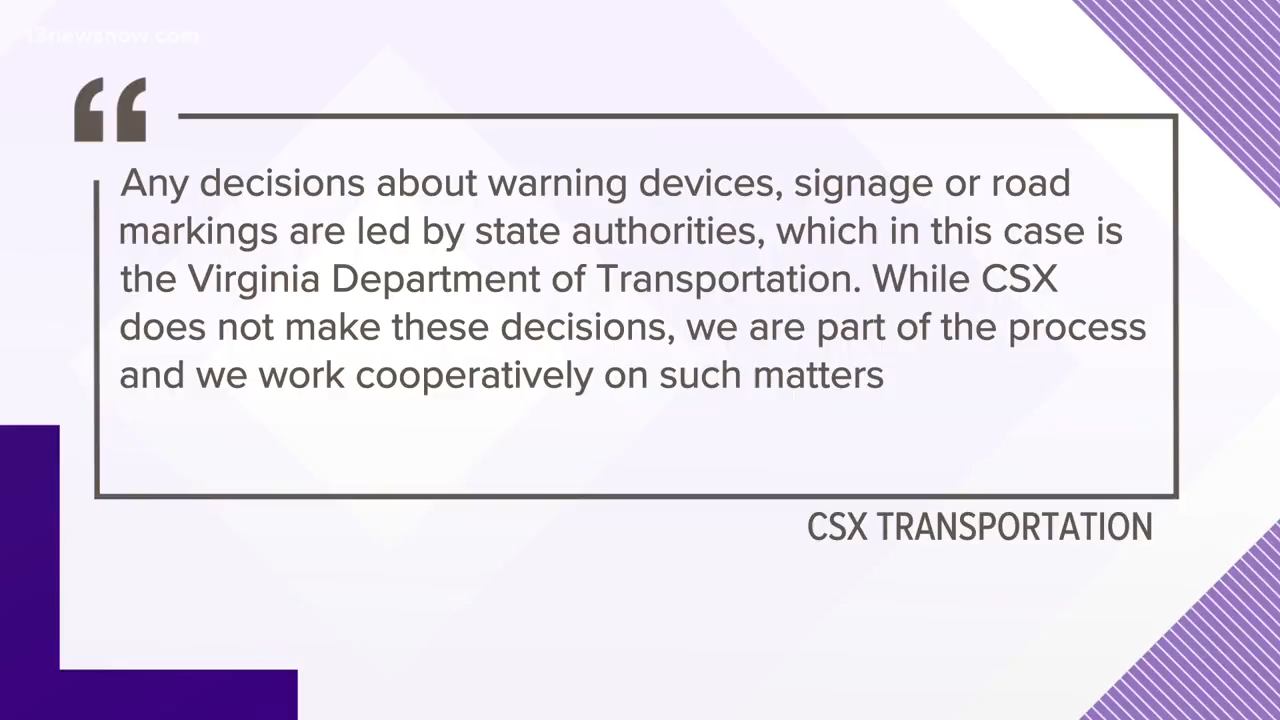 13newsnow.com
“
Any decisions about warning devices, signage or road
markings are led by state authorities, which in this case is
the Virginia Department of Transportation. While CSX
does not make these decisions, we are part of the process
and we work cooperatively on such matters
CSX TRANSPORTATION